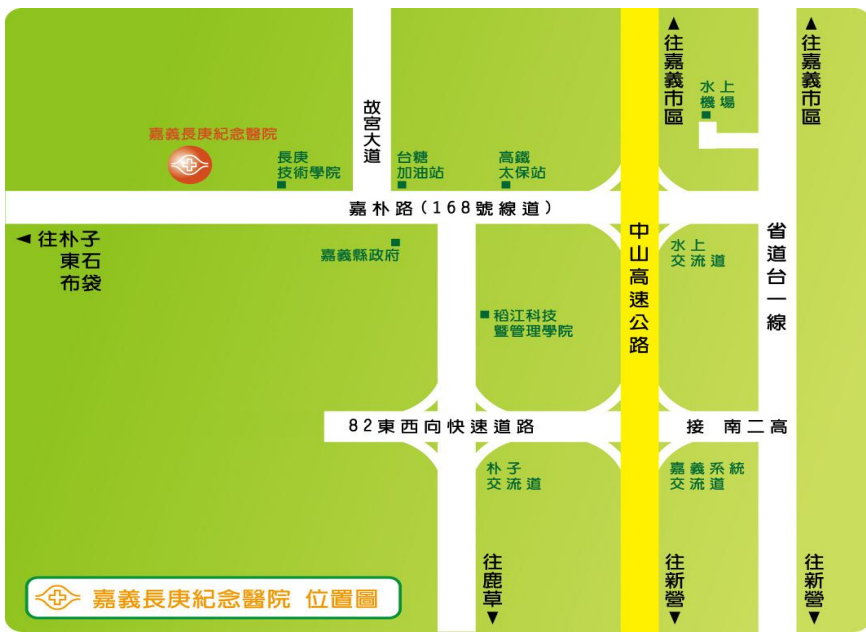 往嘉義市區
往嘉義市區
水上
機場
故宮大道
嘉義長庚紀念醫院
長庚
技術學院
台糖
加油站
高鐵
太保站
嘉朴路(168號線道)
往朴子
東石
布袋
嘉義縣政府
中山高速公路
水上
交流道
省道台一線
稻江科技
暨管理學院
82東西向快速道路
接 南二高
朴子
交流道
嘉義系統
交流道
往鹿草
往新營
往新營
嘉義長庚紀念醫院 位置圖